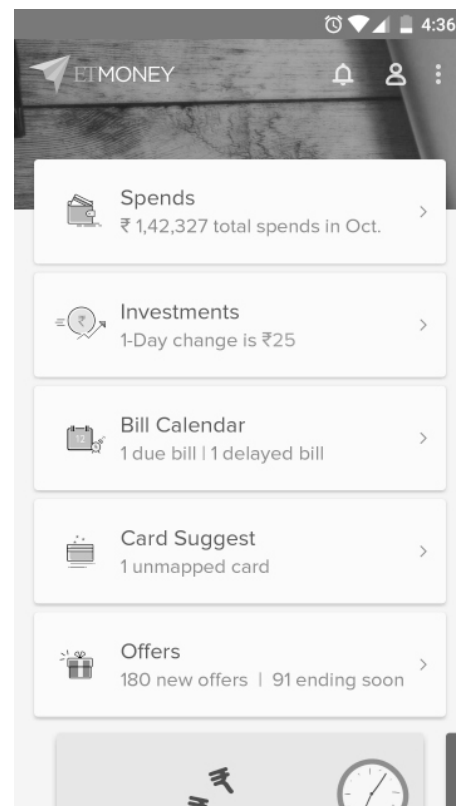 4:36
ETMONEY
Spends
₹ 1,42,327 total spends in Oct.
Investments
1-Day change is ₹25
Bill Calendar
12
1 due bill | 1 delayed bill
Card Suggest
1 unmapped card
Offers
180 new offers | 91 ending soon